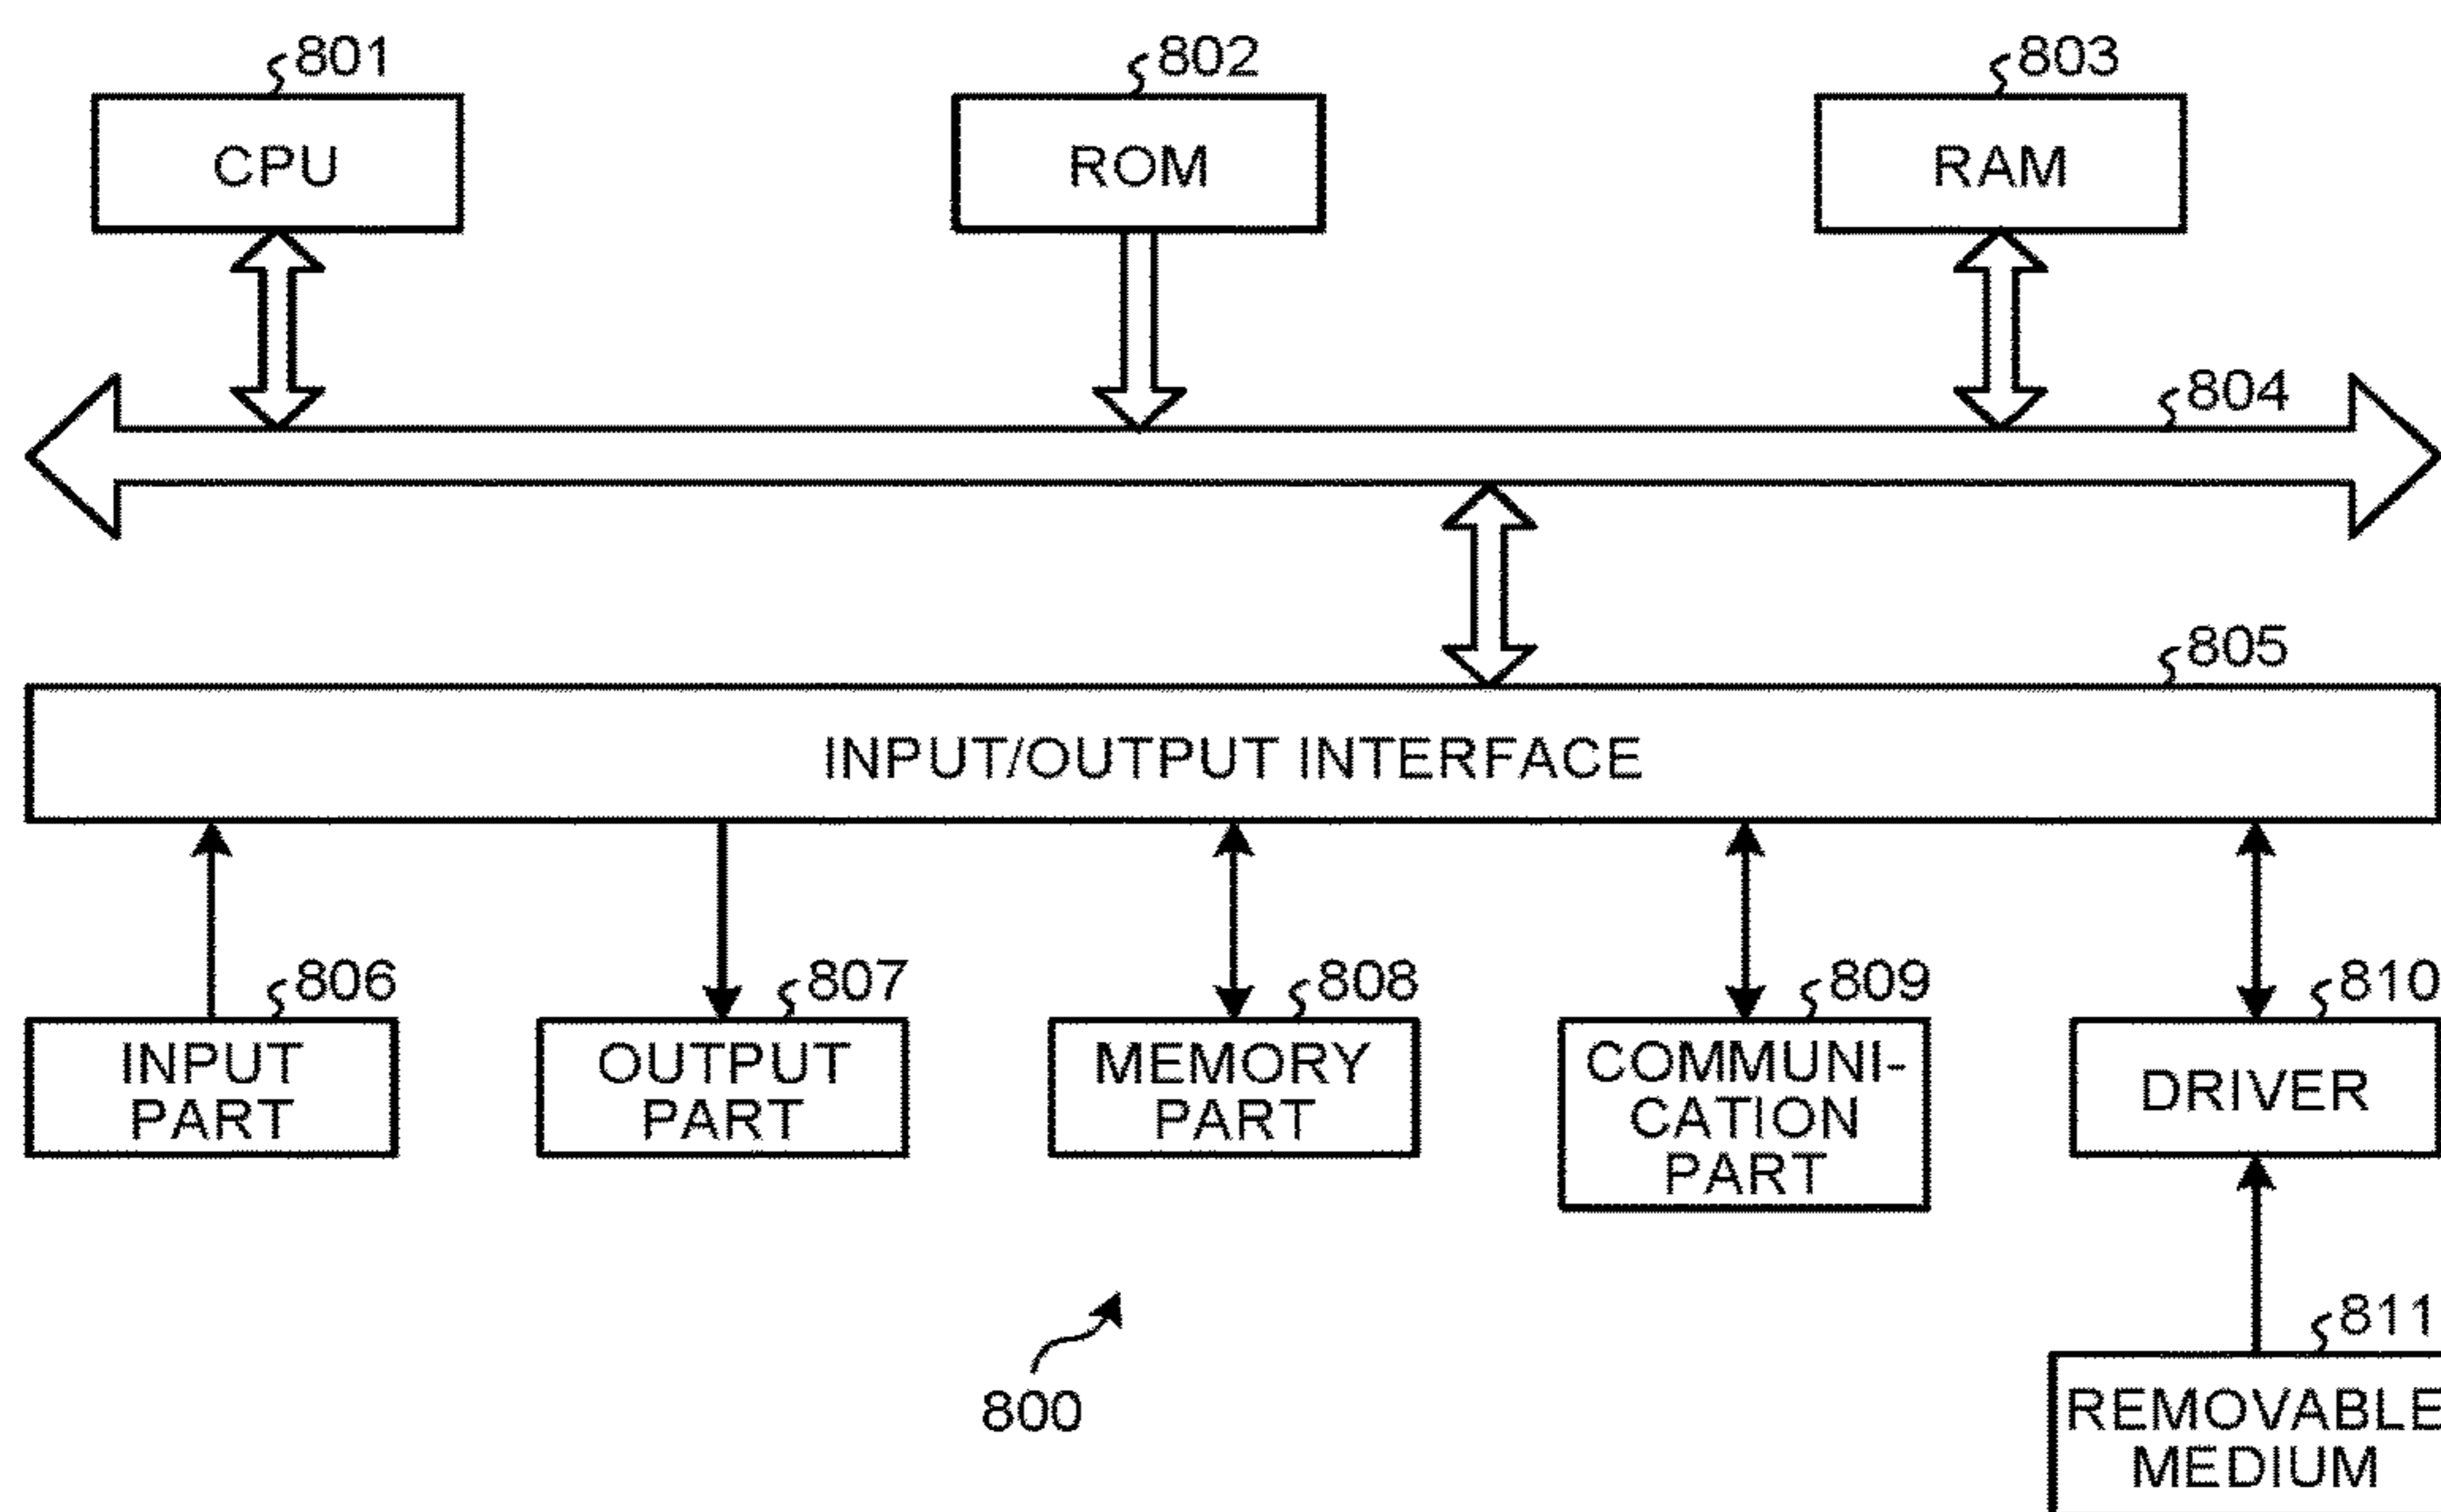 801
802
803
CPU
ROM
RAM
804
805
INPUT/OUTPUT INTERFACE
806
807
808
809
810
INPUT
PART
OUTPUT
PART
MEMORY
PART
COMMUNI-
CATION
PART
DRIVER
800
811
REMOVABLE
MEDIUM